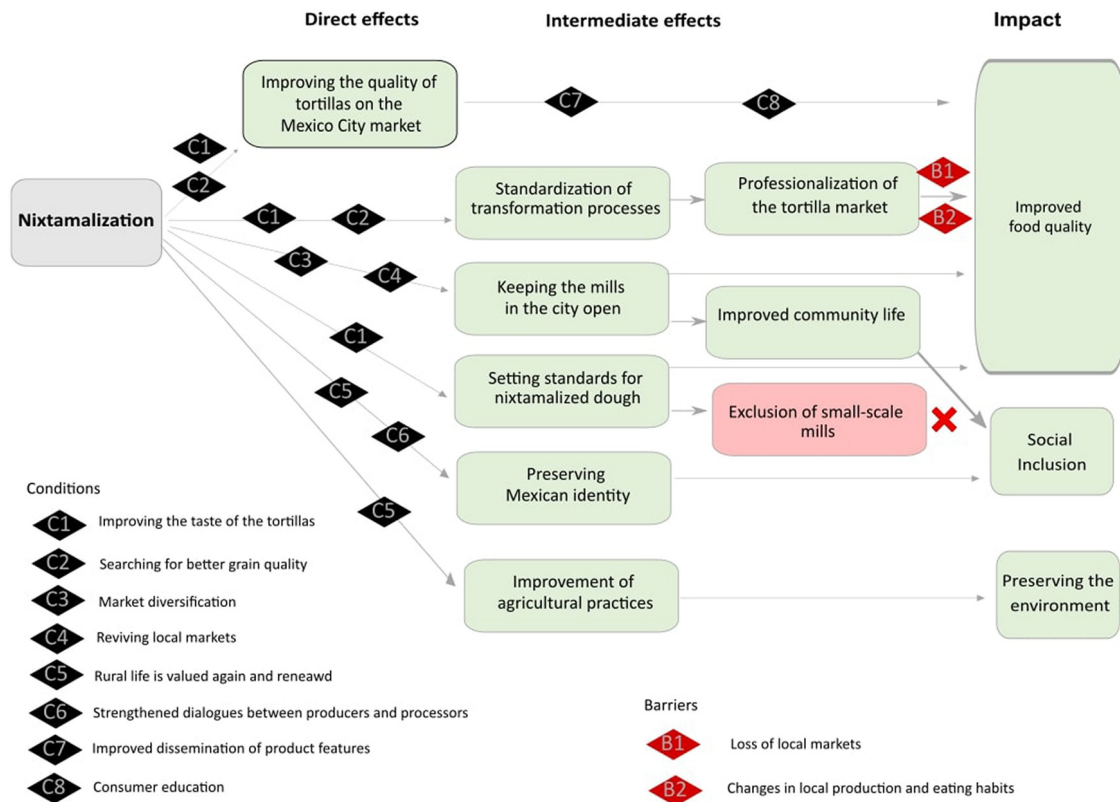 Direct effects
Intermediate effects
Impact
Improving the quality of
tortillas on the
Mexico City market
C7
C8
C1
C2
Nixtamalization
C1
C2
Standardization of
transformation processes
Professionalization of
the tortilla market
B1
B2
Improved
food quality
C3
C4
Keeping the mills
in the city open
Improved community life
C1
Setting standards for
nixtamalized dough
Exclusion of small-scale
mills
C5
C6
Preserving
Mexican identity
Social
Inclusion
C5
Improvement of
agricultural practices
Preserving the
environment
Conditions
C1 Improving the taste of the tortillas
C2 Searching for better grain quality
C3 Market diversification
C4 Reviving local markets
C5 Rural life is valued again and reneawd
C6 Strengthened dialogues between producers and processors
C7 Improved dissemination of product features
C8 Consumer education
Barriers
B1 Loss of local markets
B2 Changes in local production and eating habits